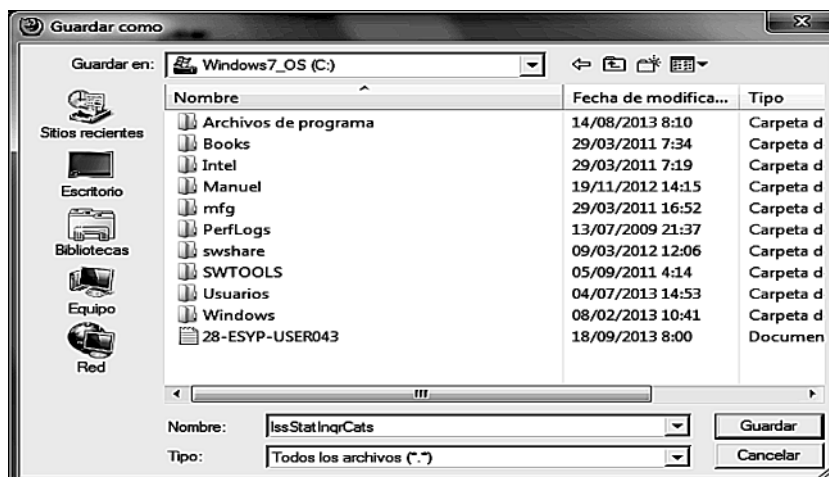 Guardar como
Guardar en: Windows7_OS (C:)
Nombre Fecha de modifica... Tipo
Archivos de programa 14/08/2013 8:10 Carpeta d
Books 29/03/2011 7:34 Carpeta d
Intel 29/03/2011 7:19 Carpeta d
Manuel 19/11/2012 14:15 Carpeta d
mfg 29/03/2011 16:52 Carpeta d
PerfLogs 13/07/2009 21:37 Carpeta d
swshare 09/03/2012 12:06 Carpeta d
SWTOOLS 05/09/2011 4:14 Carpeta d
Usuarios 04/07/2013 14:53 Carpeta d
Windows 08/02/2013 10:41 Carpeta d
28-ESYP-USER043 18/09/2013 8:00 Documen
Sitios recientes
Escritorio
Bibliotecas
Equipo
Red
Nombre: IssStatInqrCats Guardar
Tipo: Todos los archivos (*.*) Cancelar